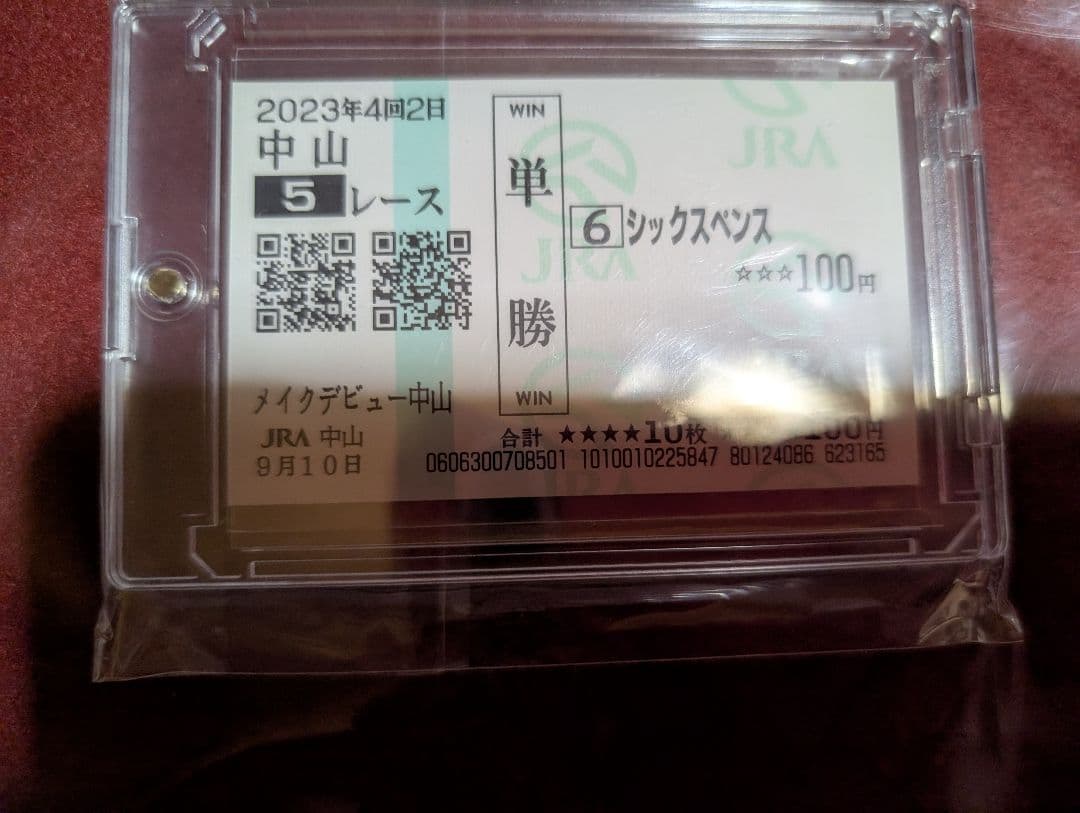 2023年4回2日
中山
5レース
WIN
単勝
WIN
6 シックスペンス
☆☆☆100円
メイクデビュー中山
JRA 中山
9月10日
合計 ★★★★10枚
0606300708501 1010010225847 80124086 623165
JRA
JRA
JRA